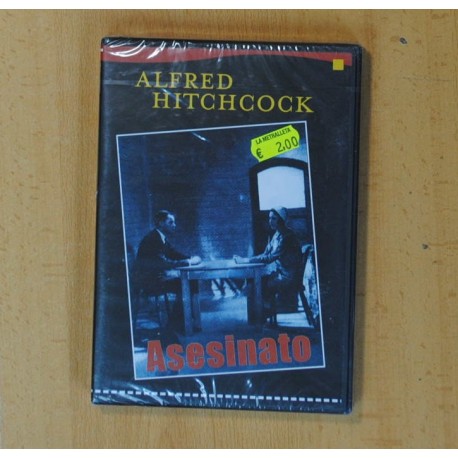 ALFRED
HITCHCOCK
LA METRALLETA
€ 2.00
Asesinato